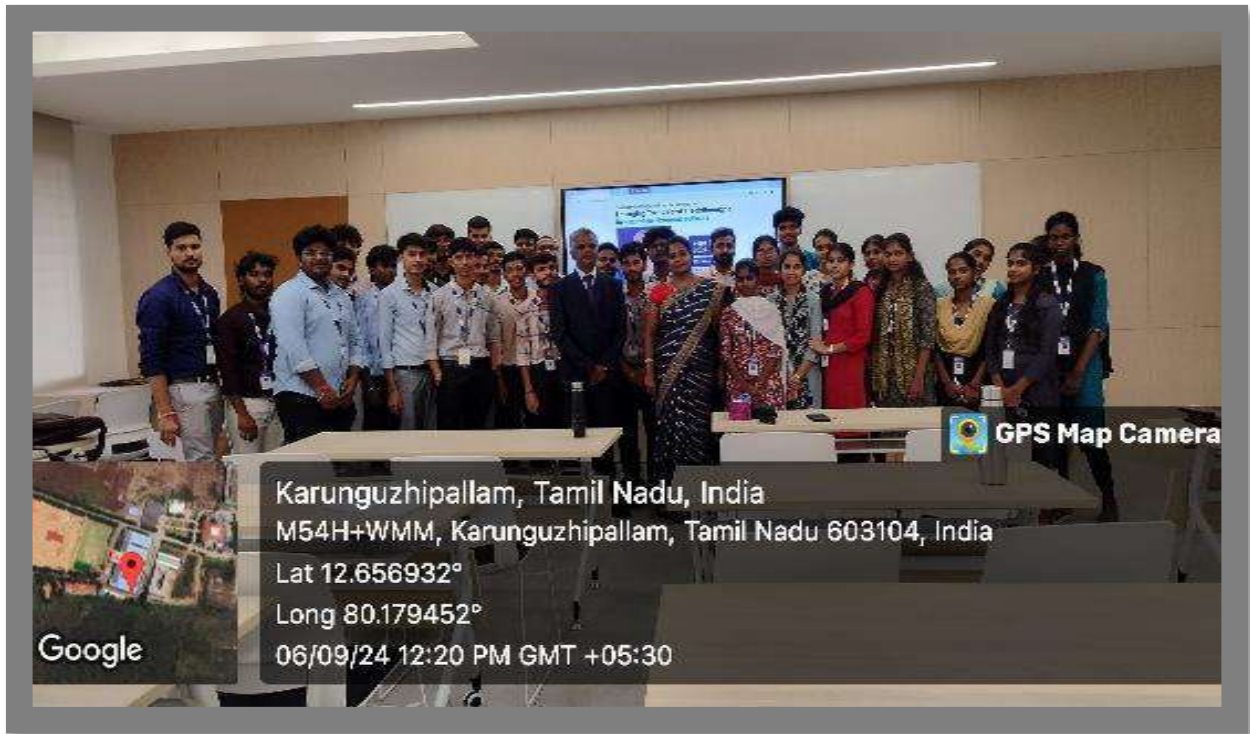 GPS Map Camera
Karunguzhipallam, Tamil Nadu, India
M54H+WMM, Karunguzhipallam, Tamil Nadu 603104, India
Lat 12.656932°
Long 80.179452°
06/09/24 12:20 PM GMT +05:30
Google